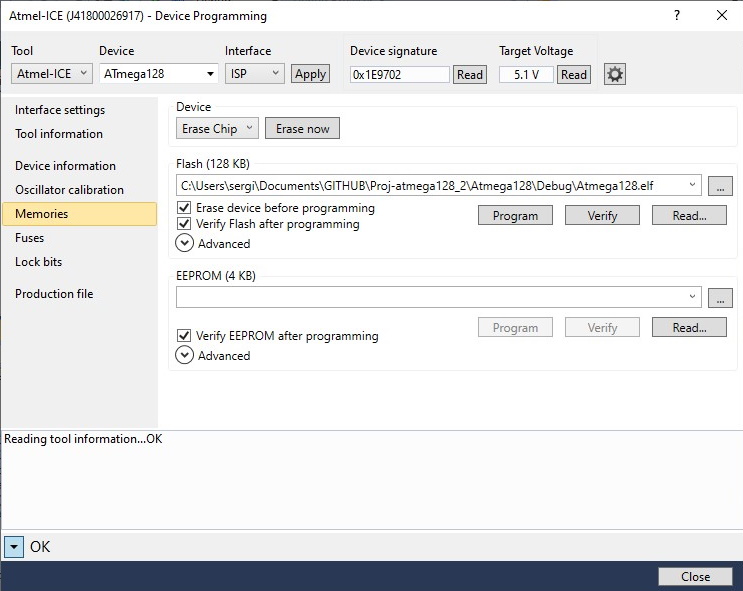 Atmel-ICE (J41800026917) - Device Programming
Tool Device Interface Device signature Target Voltage
Atmel-ICE ATmega128 ISP Apply 0x1E9702 Read 5.1 V Read
Interface settings
Tool information
Device information
Oscillator calibration
Memories
Fuses
Lock bits
Production file
Device
Erase Chip Erase now
Flash (128 KB)
C:\Users\sergi\Documents\GITHUB\Proj-atmega128_2\Atmega128\Debug\Atmega128.elf ...
Erase device before programming
Verify Flash after programming
Program Verify Read...
Advanced
EEPROM (4 KB)
...
Program Verify Read...
Verify EEPROM after programming
Advanced
Reading tool information...OK
OK
Close